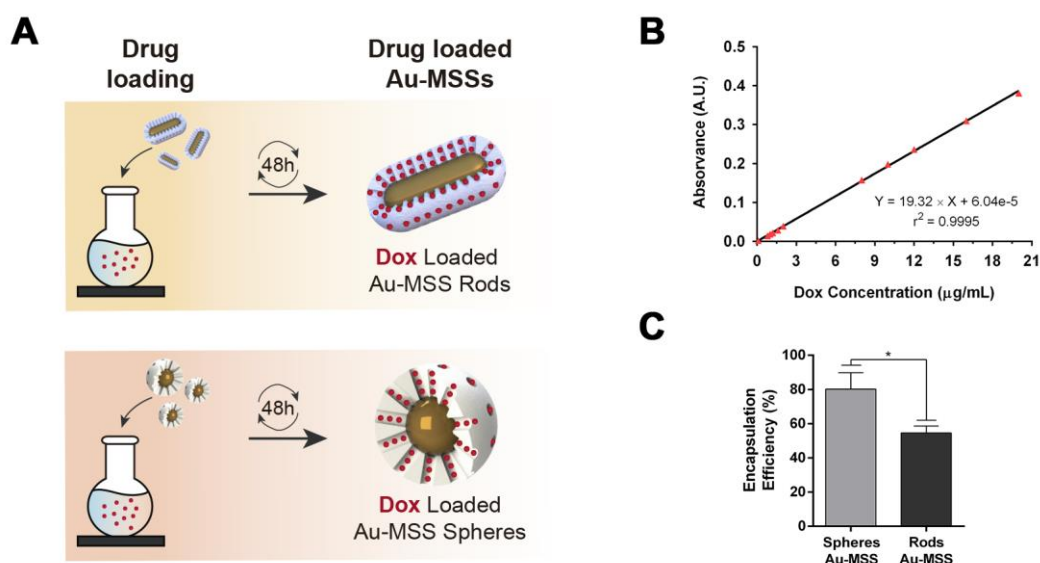 A
Drug
loading
Drug loaded
Au-MSSs
48h
Dox Loaded
Au-MSS Rods
48h
Dox Loaded
Au-MSS Spheres
B
Absorvance (A.U.)
0.5
0.4
0.3
0.2
0.1
0.0
Y = 19.32 × X + 6.04e-5
r² = 0.9995
0 3 6 9 12 15 18 21
Dox Concentration (μg/mL)
C
Encapsulation
Efficiency (%)
100
80
60
40
20
0
*
Spheres
Au-MSS
Rods
Au-MSS